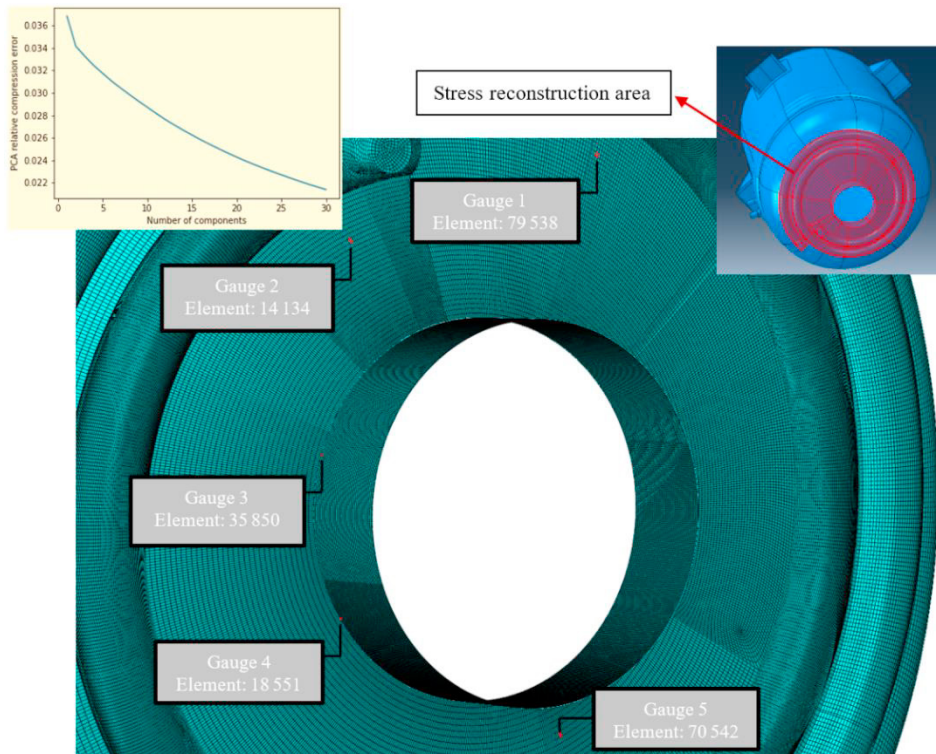 0.036
0.034
0.032
0.030
0.028
0.026
0.024
0.022
PCA relative compression error
0 5 10 15 20 25 30
Number of components
Stress reconstruction area
Gauge 1
Element: 79 538
Gauge 2
Element: 14 134
Gauge 3
Element: 35 850
Gauge 4
Element: 18 551
Gauge 5
Element: 70 542